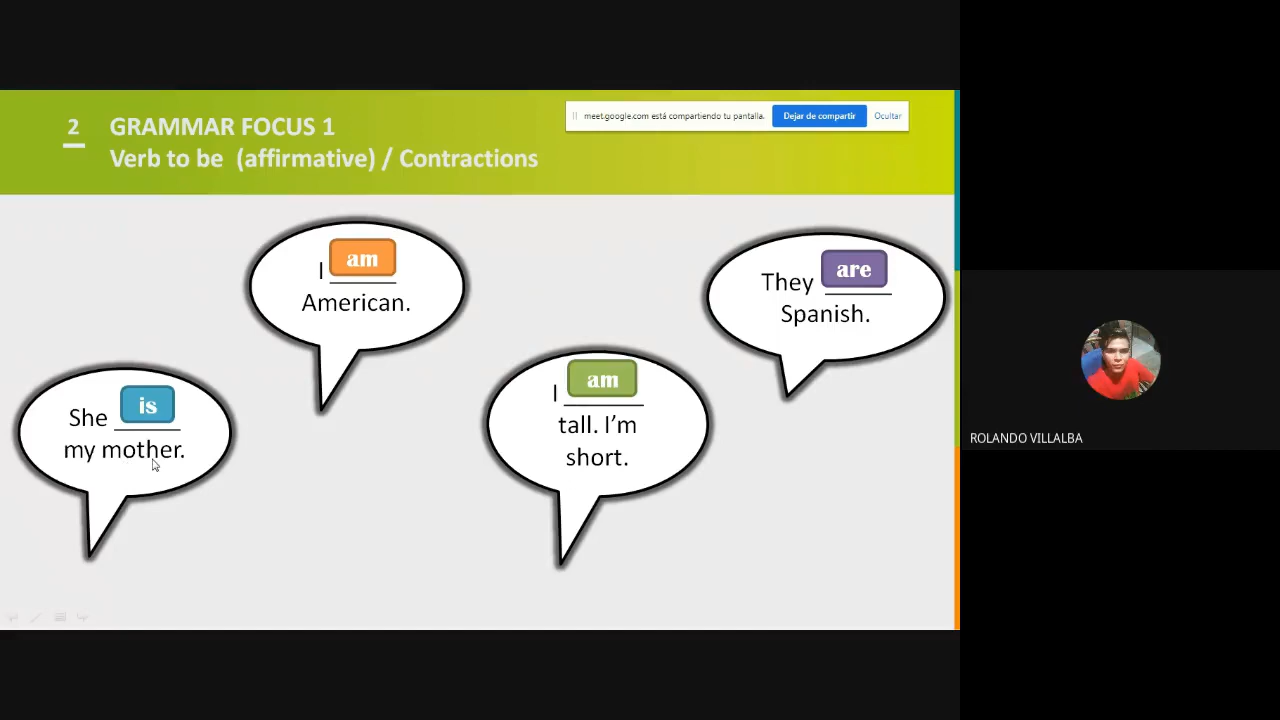 2
GRAMMAR FOCUS 1
Verb to be (affirmative) / Contractions
meet.google.com está compartiendo tu pantalla.
Dejar de compartir
Ocultar
I am
American.
They are
Spanish.
She is
my mother.
I am
tall. I’m
short.
ROLANDO VILLALBA